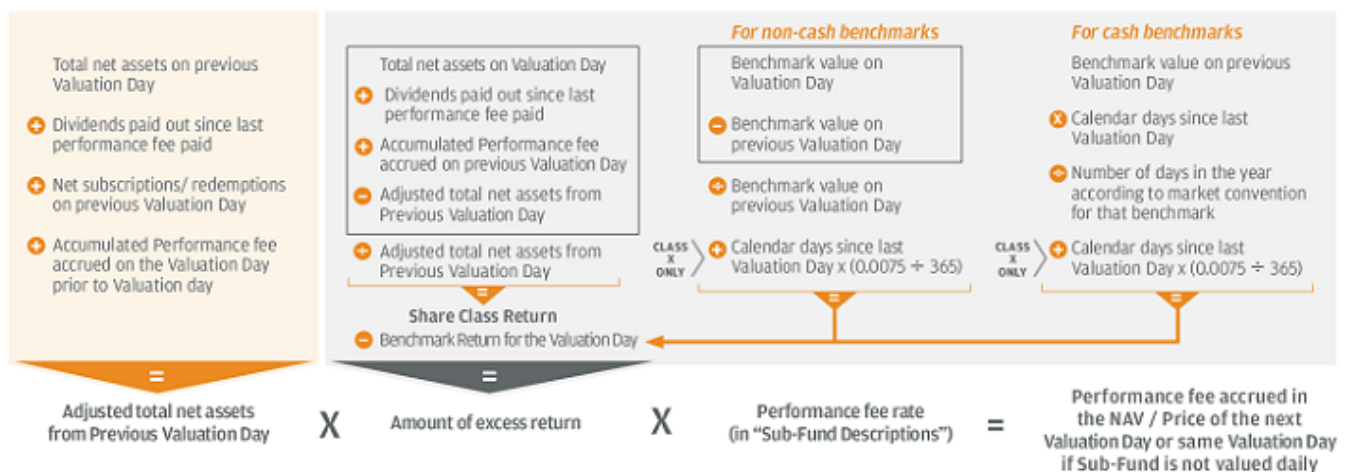 Total net assets on previous
Valuation Day
+ Dividends paid out since last
performance fee paid
+ Net subscriptions/ redemptions
on previous Valuation Day
+ Accumulated Performance fee
accrued on the Valuation Day
prior to Valuation day
=
Adjusted total net assets
from Previous Valuation Day
X
Total net assets on Valuation Day
+ Dividends paid out since last
performance fee paid
+ Accumulated Performance fee
accrued on previous Valuation Day
− Adjusted total net assets from
Previous Valuation Day
÷ Adjusted total net assets from
Previous Valuation Day
=
Share Class Return
− Benchmark Return for the Valuation Day
=
Amount of excess return
For non-cash benchmarks
Benchmark value on
Valuation Day
− Benchmark value on
previous Valuation Day
÷ Benchmark value on
previous Valuation Day
CLASS
X
ONLY
+ Calendar days since last
Valuation Day x (0.0075 ÷ 365)
=
For cash benchmarks
Benchmark value on previous
Valuation Day
X Calendar days since last
Valuation Day
÷ Number of days in the year
according to market convention
for that benchmark
CLASS
X
ONLY
+ Calendar days since last
Valuation Day x (0.0075 ÷ 365)
=
X
Performance fee rate
(in “Sub-Fund Descriptions”)
=
Performance fee accrued in
the NAV / Price of the next
Valuation Day or same Valuation Day
if Sub-Fund is not valued daily